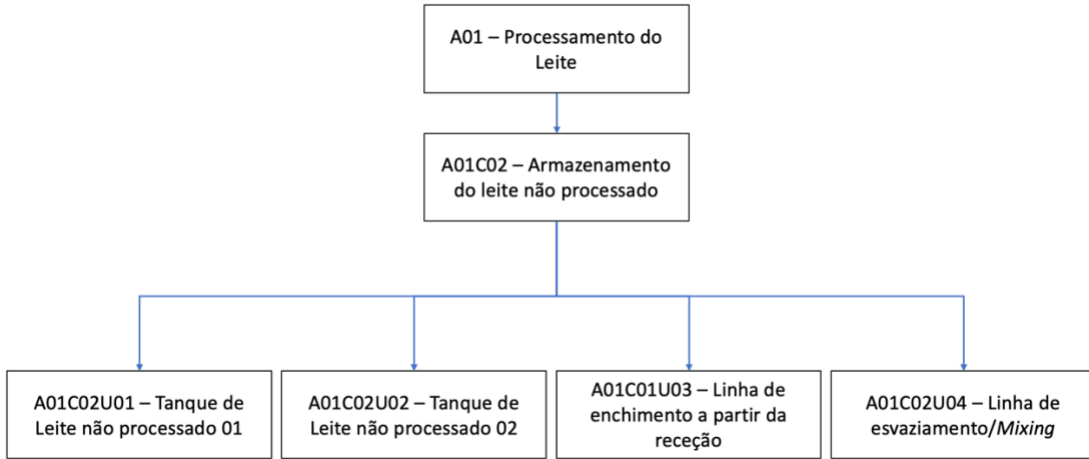 A01 – Processamento do
Leite
A01C02 – Armazenamento
do leite não processado
A01C02U01 – Tanque de
Leite não processado 01
A01C02U02 – Tanque de
Leite não processado 02
A01C01U03 – Linha de
enchimento a partir da
receção
A01C02U04 – Linha de
esvaziamento/Mixing